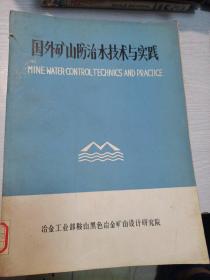 国外矿山防治水技术与实践
MINE WATER CONTROL TECHNICS AND PRACTICE
冶金工业部鞍山黑色冶金矿山设计研究院